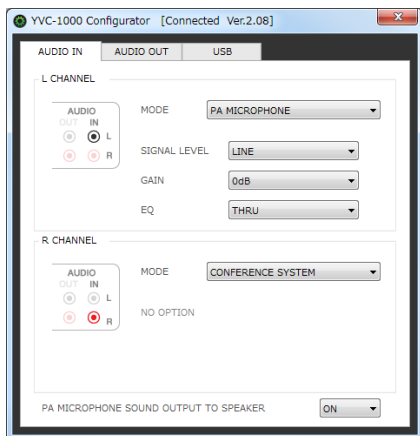 YVC-1000 Configurator [Connected Ver.2.08]
x
AUDIO IN AUDIO OUT USB
L CHANNEL
AUDIO
OUT IN
L
R
MODE PA MICROPHONE
SIGNAL LEVEL LINE
GAIN 0dB
EQ THRU
R CHANNEL
AUDIO
OUT IN
L
R
MODE CONFERENCE SYSTEM
NO OPTION
PA MICROPHONE SOUND OUTPUT TO SPEAKER ON